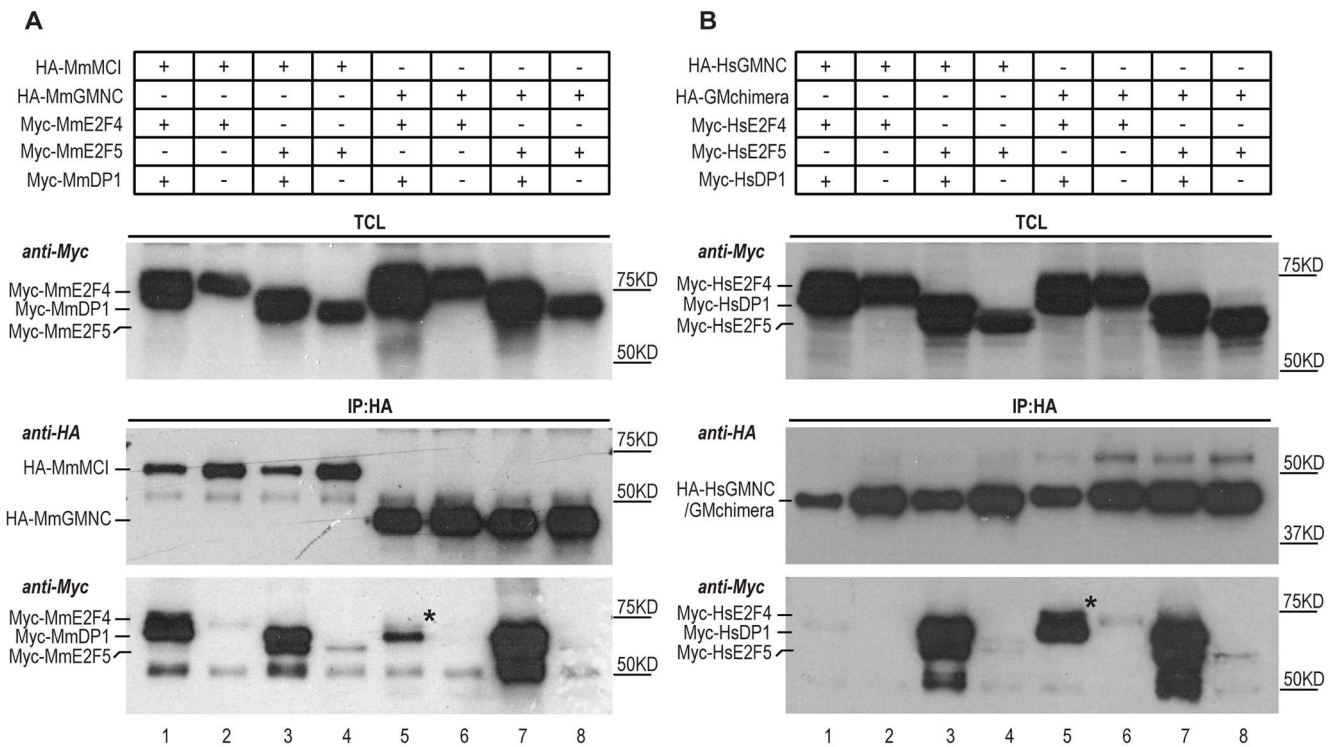 A
HA-MmMCI + + + + - - - -
HA-MmGMNC - - - - + + + +
Myc-MmE2F4 + + - - + + - -
Myc-MmE2F5 - - + + - - + +
Myc-MmDP1 + - + - + - + -
TCL
anti-Myc
75KD
Myc-MmE2F4
Myc-MmDP1
Myc-MmE2F5
50KD
IP:HA
anti-HA
75KD
HA-MmMCI
50KD
HA-MmGMNC
anti-Myc
75KD
Myc-MmE2F4
*
Myc-MmDP1
Myc-MmE2F5
50KD
1 2 3 4 5 6 7 8
B
HA-HsGMNC + + + + - - - -
HA-GMchimera - - - - + + + +
Myc-HsE2F4 + + - - + + - -
Myc-HsE2F5 - - + + - - + +
Myc-HsDP1 + - + - + - + -
TCL
anti-Myc
75KD
Myc-HsE2F4
Myc-HsDP1
Myc-HsE2F5
50KD
IP:HA
anti-HA
50KD
HA-HsGMNC
/GMchimera
37KD
anti-Myc
75KD
*
Myc-HsE2F4
Myc-HsDP1
Myc-HsE2F5
50KD
1 2 3 4 5 6 7 8